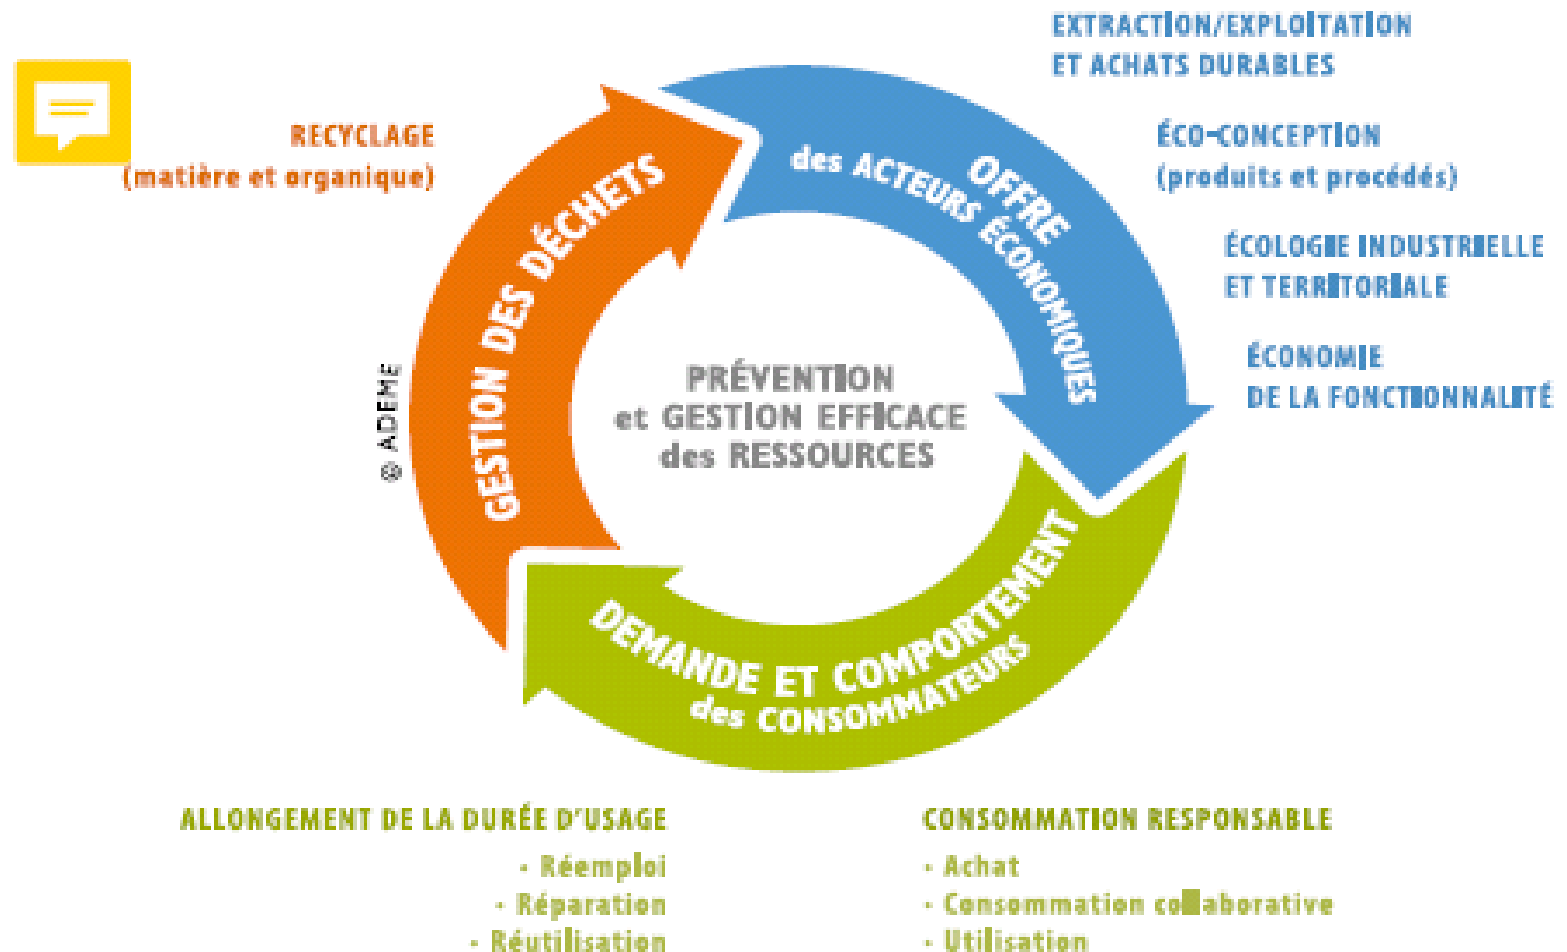 EXTRACTION/EXPLOITATION
ET ACHATS DURABLES
ÉCO-CONCEPTION
(produits et procédés)
ÉCOLOGIE INDUSTRIELLE
ET TERRITORIALE
ÉCONOMIE
DE LA FONCTIONNALITÉ
RECYCLAGE
(matière et organique)
OFFRE
des ACTEURS ÉCONOMIQUES
GESTION DES DÉCHETS
PRÉVENTION
et GESTION EFFICACE
des RESSOURCES
© ADEME
DEMANDE ET COMPORTEMENT
des CONSOMMATEURS
ALLONGEMENT DE LA DURÉE D'USAGE
- Réemploi
- Réparation
- Réutilisation
CONSOMMATION RESPONSABLE
- Achat
- Consommation collaborative
- Utilisation